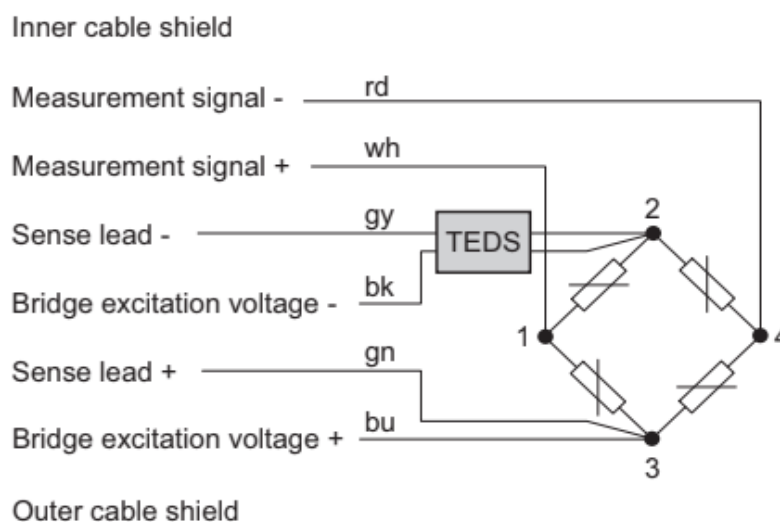 Inner cable shield
Measurement signal - rd
Measurement signal + wh
2
Sense lead - gy
TEDS
Bridge excitation voltage - bk
1
4
Sense lead + gn
Bridge excitation voltage + bu
3
Outer cable shield